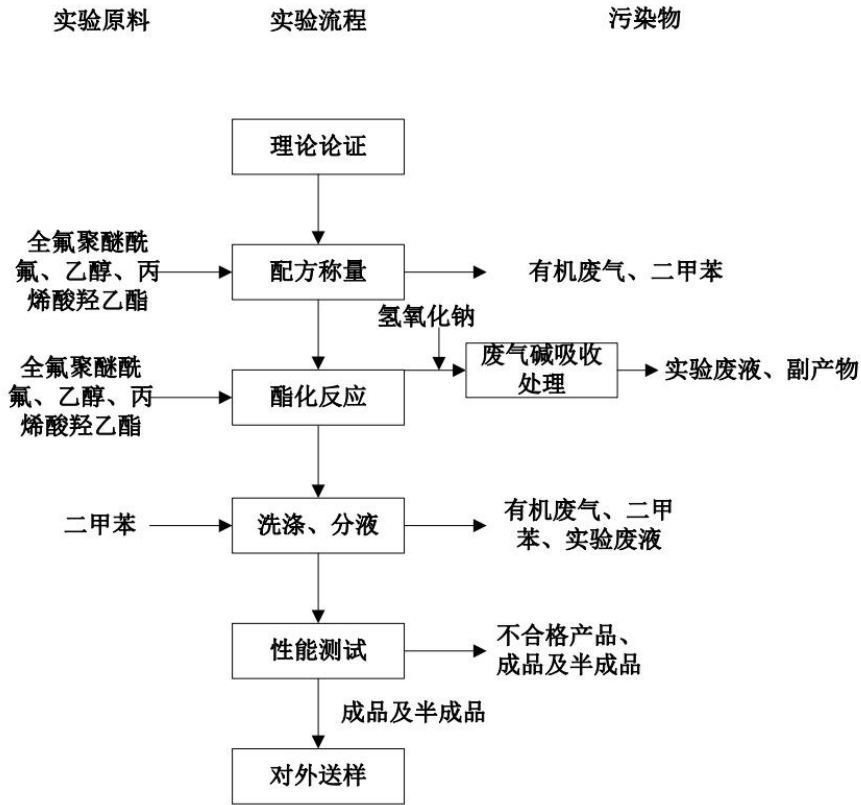 实验原料
实验流程
污染物
理论论证
全氟聚醚酰
氟、乙醇、丙
烯酸羟乙酯
配方称量
有机废气、二甲苯
氢氧化钠
全氟聚醚酰
氟、乙醇、丙
烯酸羟乙酯
酯化反应
废气碱吸收
处理
实验废液、副产物
二甲苯
洗涤、分液
有机废气、二甲
苯、实验废液
性能测试
不合格产品、
成品及半成品
成品及半成品
对外送样